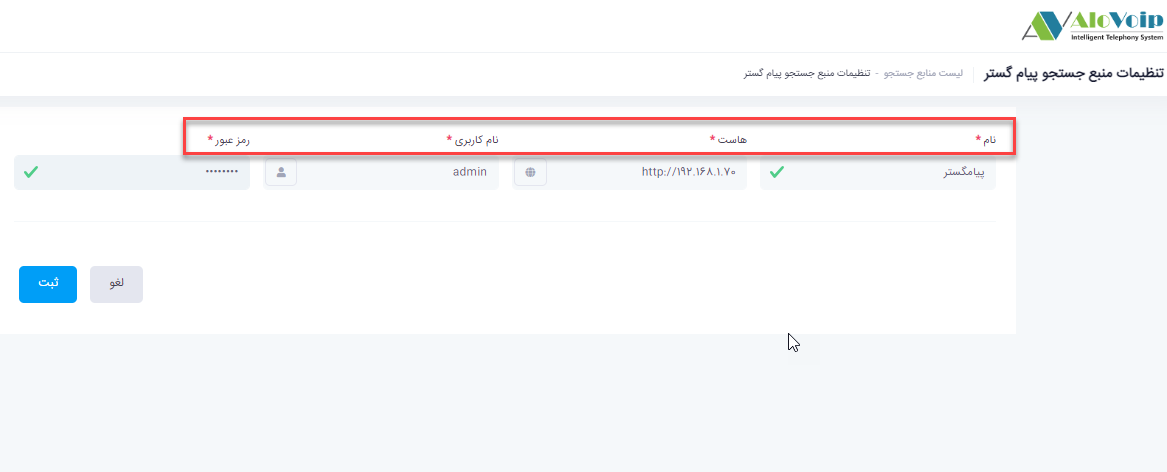 AloVoip
Intelligent Telephony System
تنظیمات منبع جستجو پیام گستر
لیست منابع جستجو - تنظیمات منبع جستجو پیام گستر
نام * هاست * نام کاربری * رمز عبور *
پیامگستر http://۱۹۲.۱۶۸.۱.۷۰ admin ••••••••
لغو ثبت